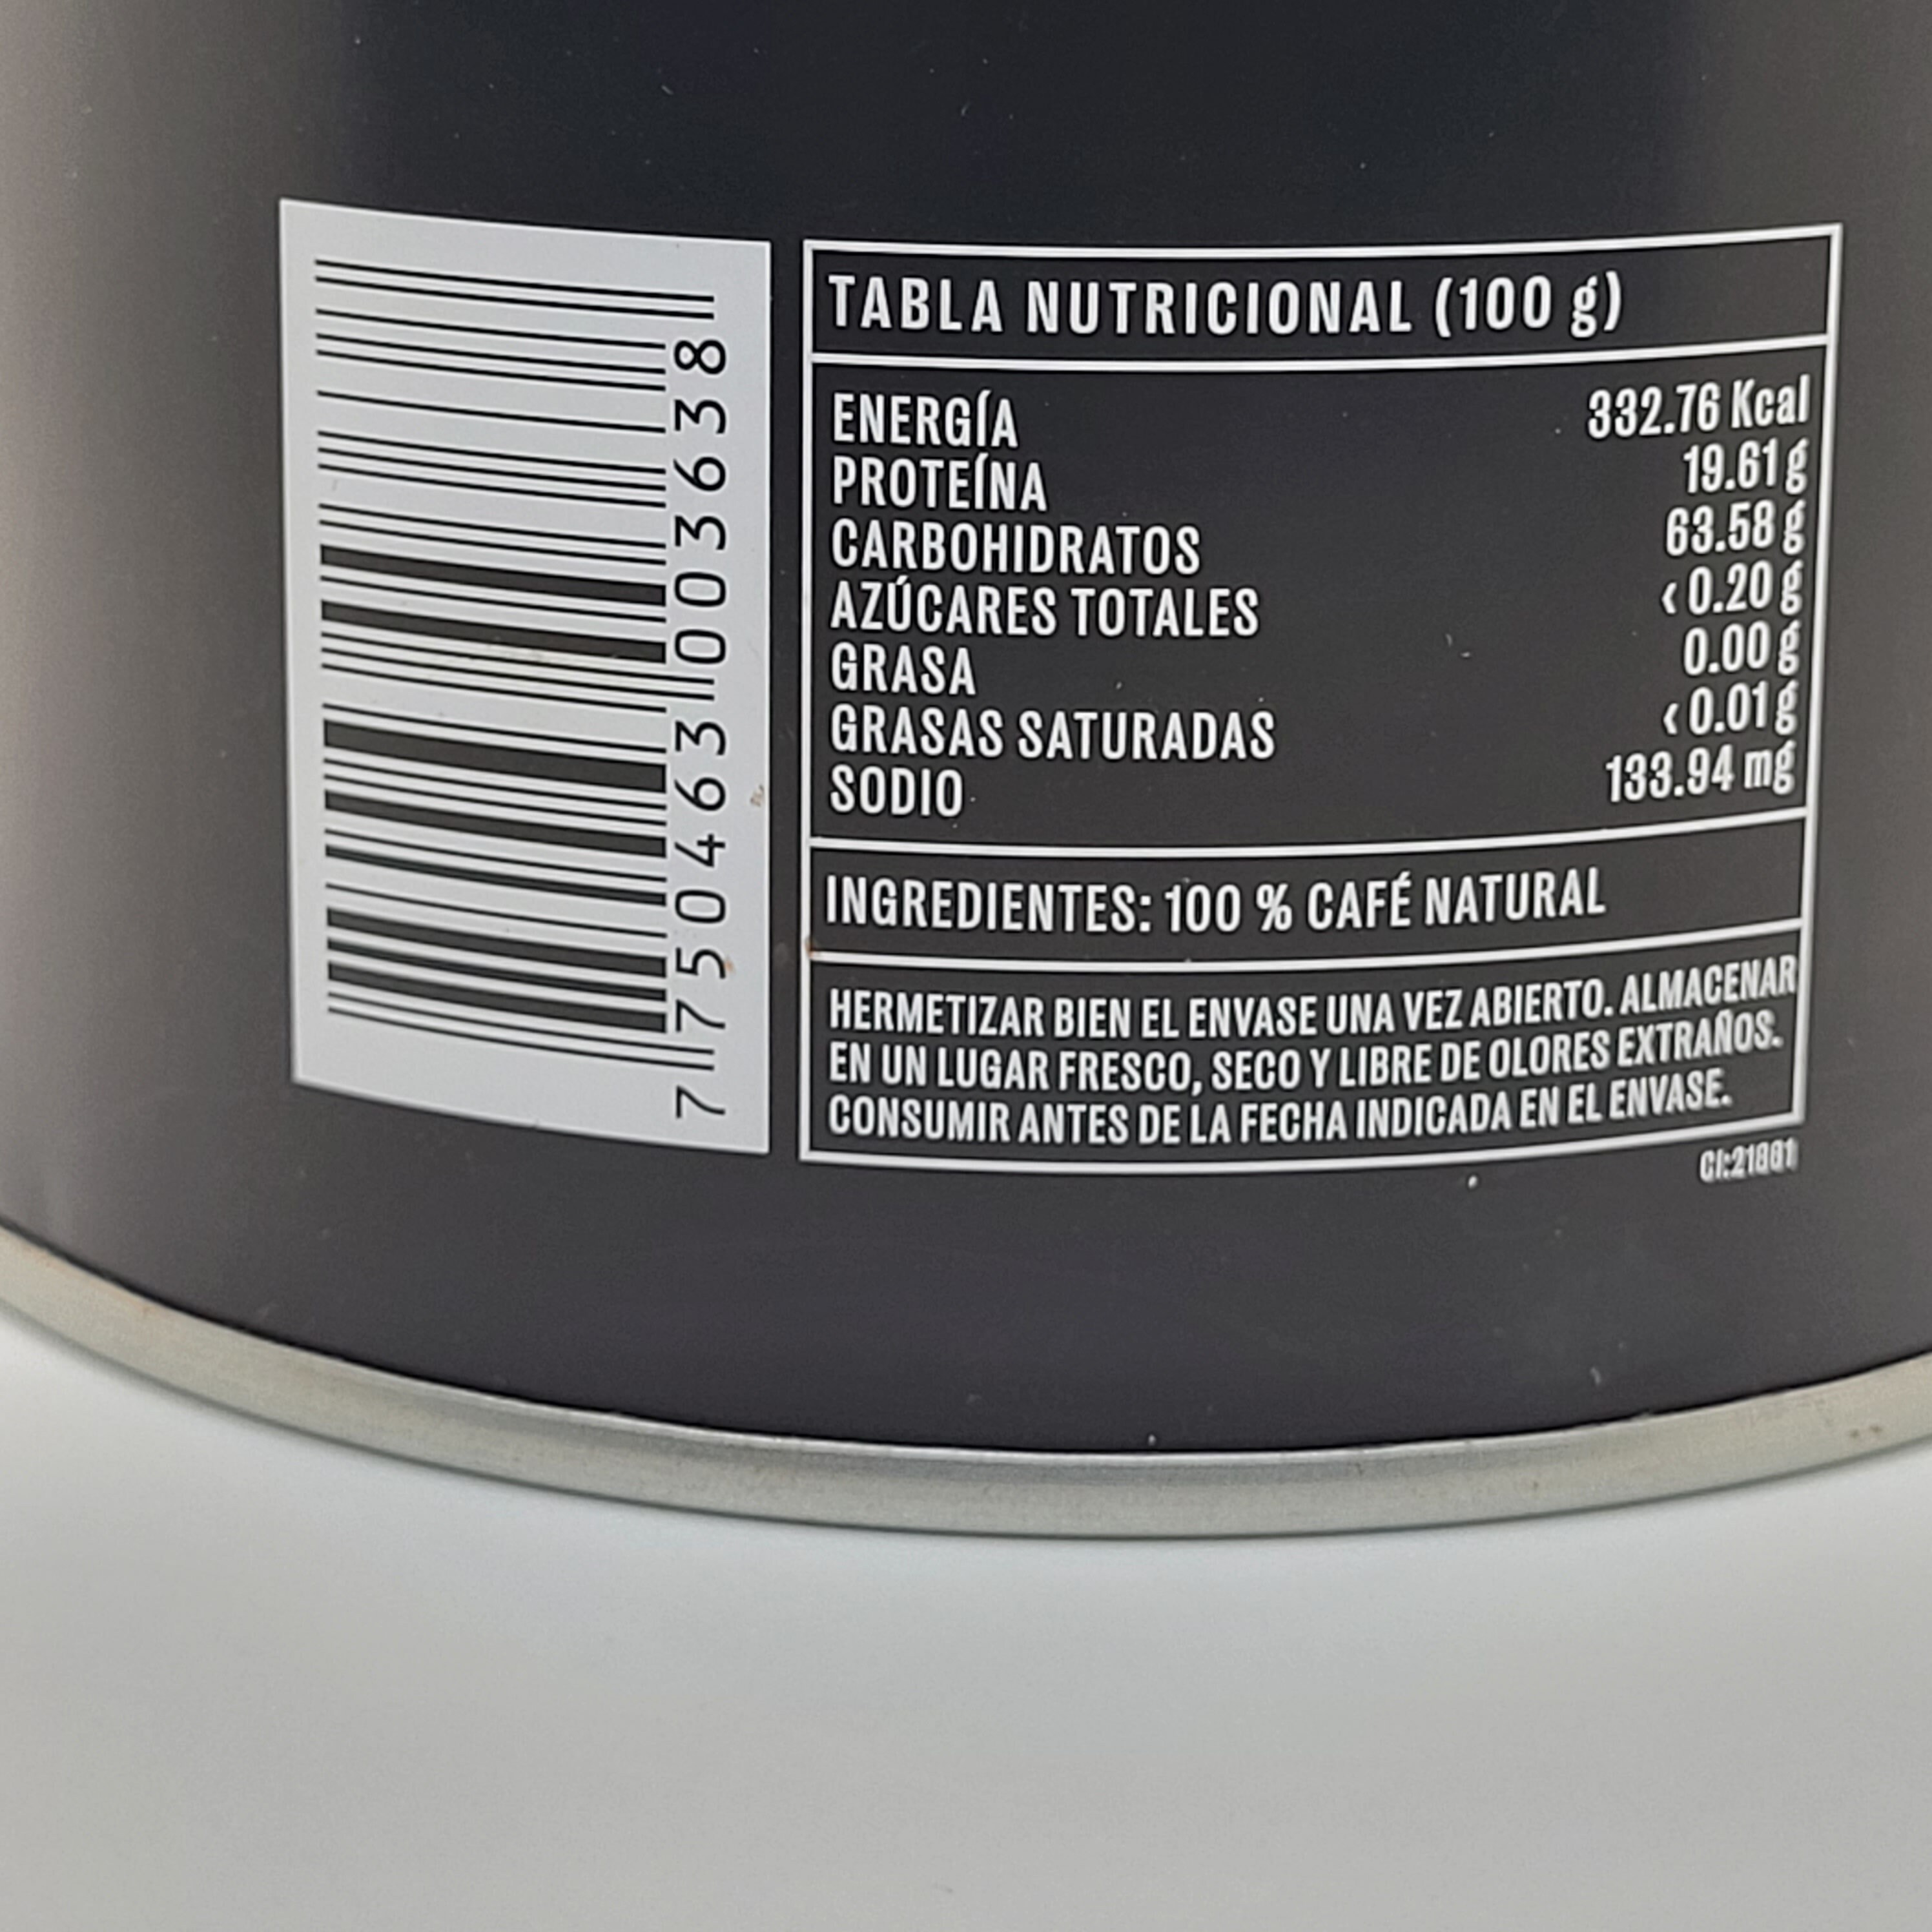 7 750463 003638
TABLA NUTRICIONAL (100 g)
ENERGÍA 332.76 Kcal
PROTEÍNA 19.61 g
CARBOHIDRATOS 63.58 g
AZÚCARES TOTALES < 0.20 g
GRASA 0.00 g
GRASAS SATURADAS < 0.01 g
SODIO 133.94 mg
INGREDIENTES: 100 % CAFÉ NATURAL
HERMETIZAR BIEN EL ENVASE UNA VEZ ABIERTO. ALMACENAR
EN UN LUGAR FRESCO, SECO Y LIBRE DE OLORES EXTRAÑOS.
CONSUMIR ANTES DE LA FECHA INDICADA EN EL ENVASE.